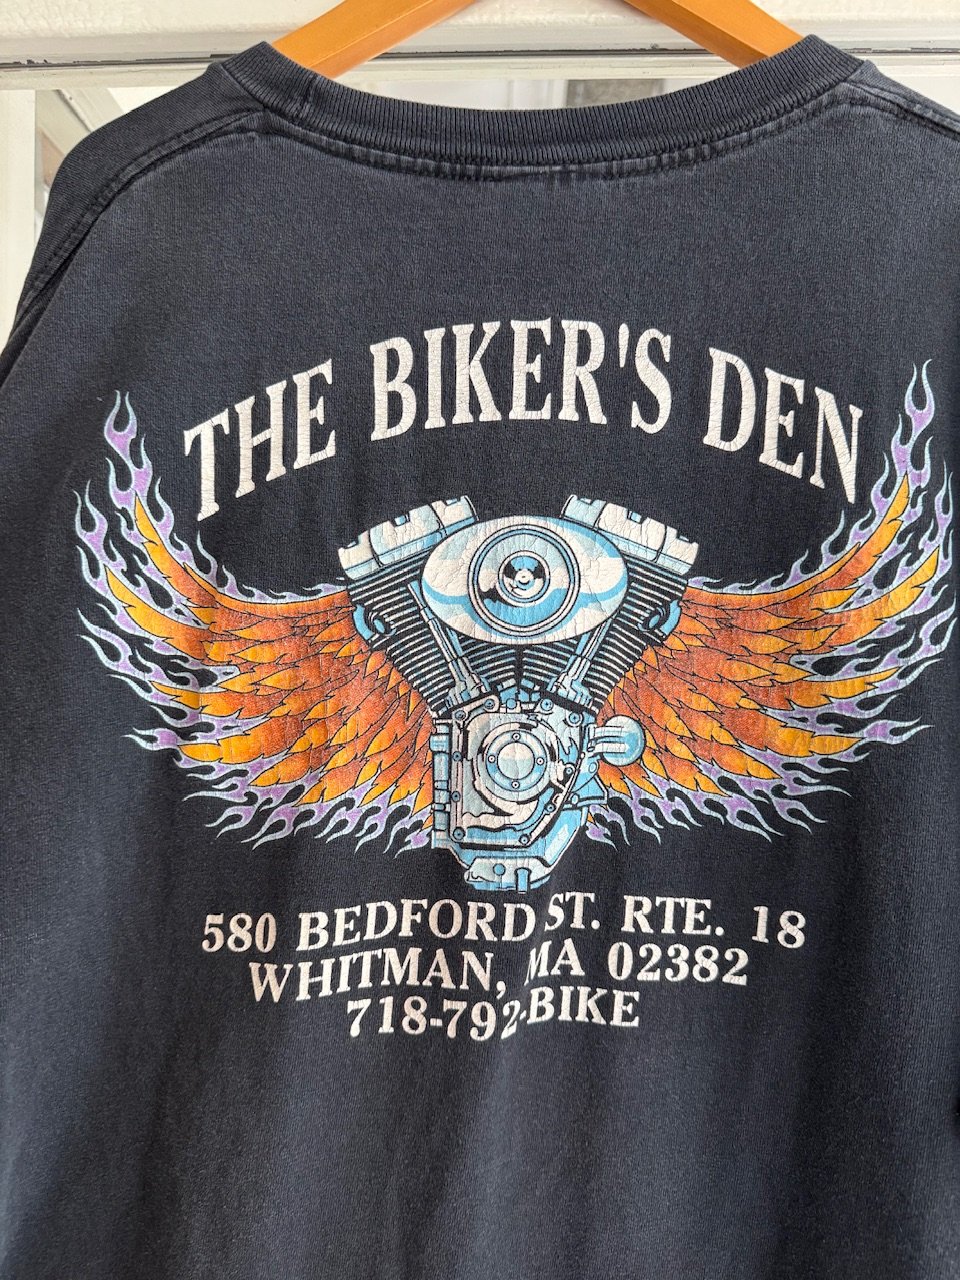 THE BIKER'S DEN
580 BEDFORD ST. RTE. 18
WHITMAN, MA 02382
718-792-BIKE